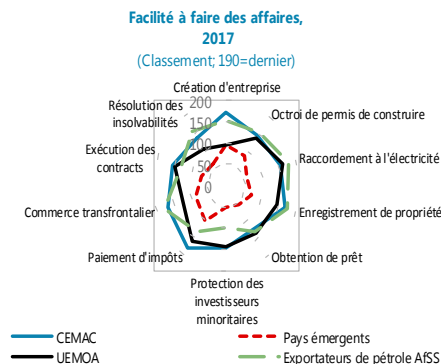 Facilité à faire des affaires,
2017
(Classement; 190=dernier)
Création d'entreprise
200
150
100
50
0
Résolution des
insolvabilités
Octroi de permis de construire
Exécution des
contracts
Raccordement à l'électricité
Commerce transfrontalier
Enregistrement de propriété
Paiement d'impôts
Obtention de prêt
Protection des
investisseurs
minoritaires
CEMAC
Pays émergents
UEMOA
Exportateurs de pétrole AfSS